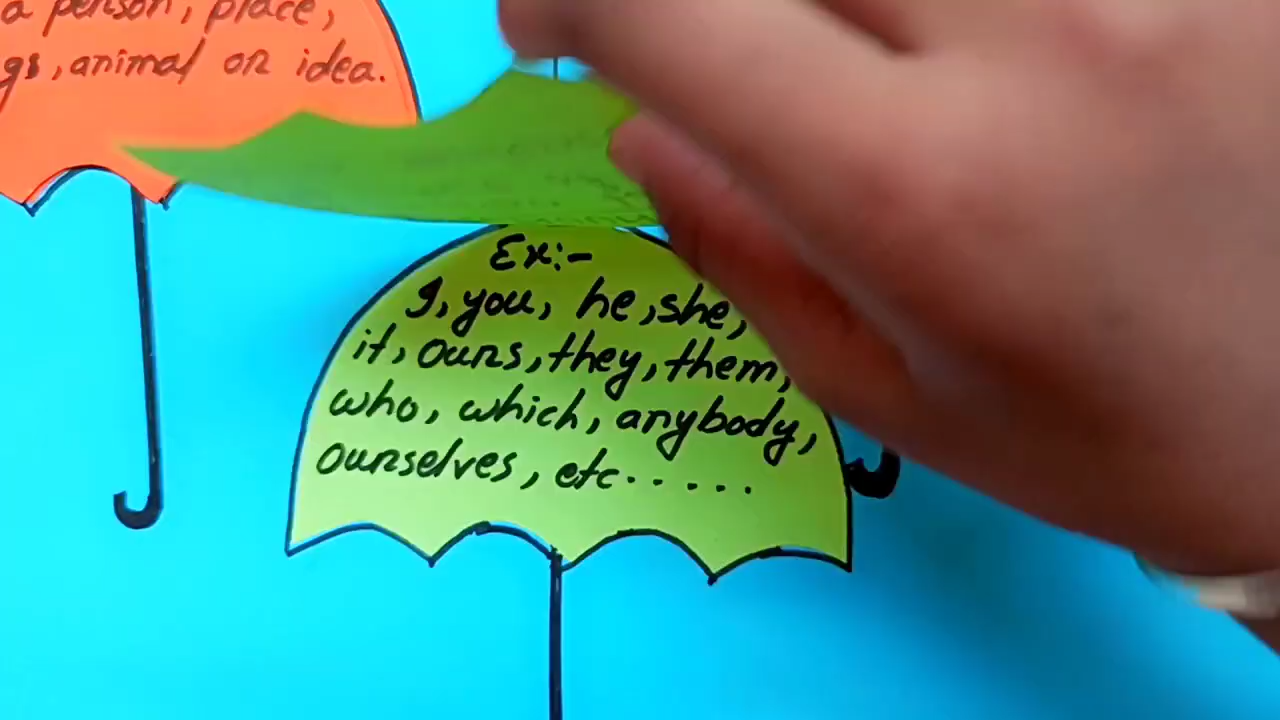 a person, place,
gs, animal or idea.
Ex:-
I, you, he, she,
it, ours, they, them,
who, which, anybody,
ourselves, etc.....